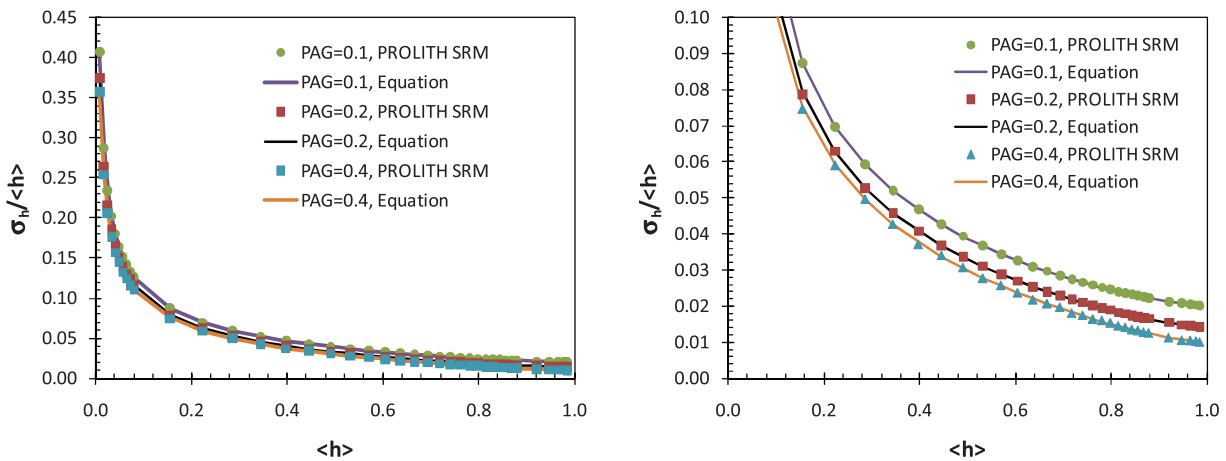 0.45
0.40
0.35
0.30
0.25
0.20
0.15
0.10
0.05
0.00
σh/<h>
PAG=0.1, PROLITH SRM
PAG=0.1, Equation
PAG=0.2, PROLITH SRM
PAG=0.2, Equation
PAG=0.4, PROLITH SRM
PAG=0.4, Equation
0.0 0.2 0.4 0.6 0.8 1.0
<h>
0.10
0.09
0.08
0.07
0.06
0.05
0.04
0.03
0.02
0.01
0.00
σh/<h>
PAG=0.1, PROLITH SRM
PAG=0.1, Equation
PAG=0.2, PROLITH SRM
PAG=0.2, Equation
PAG=0.4, PROLITH SRM
PAG=0.4, Equation
0.0 0.2 0.4 0.6 0.8 1.0
<h>